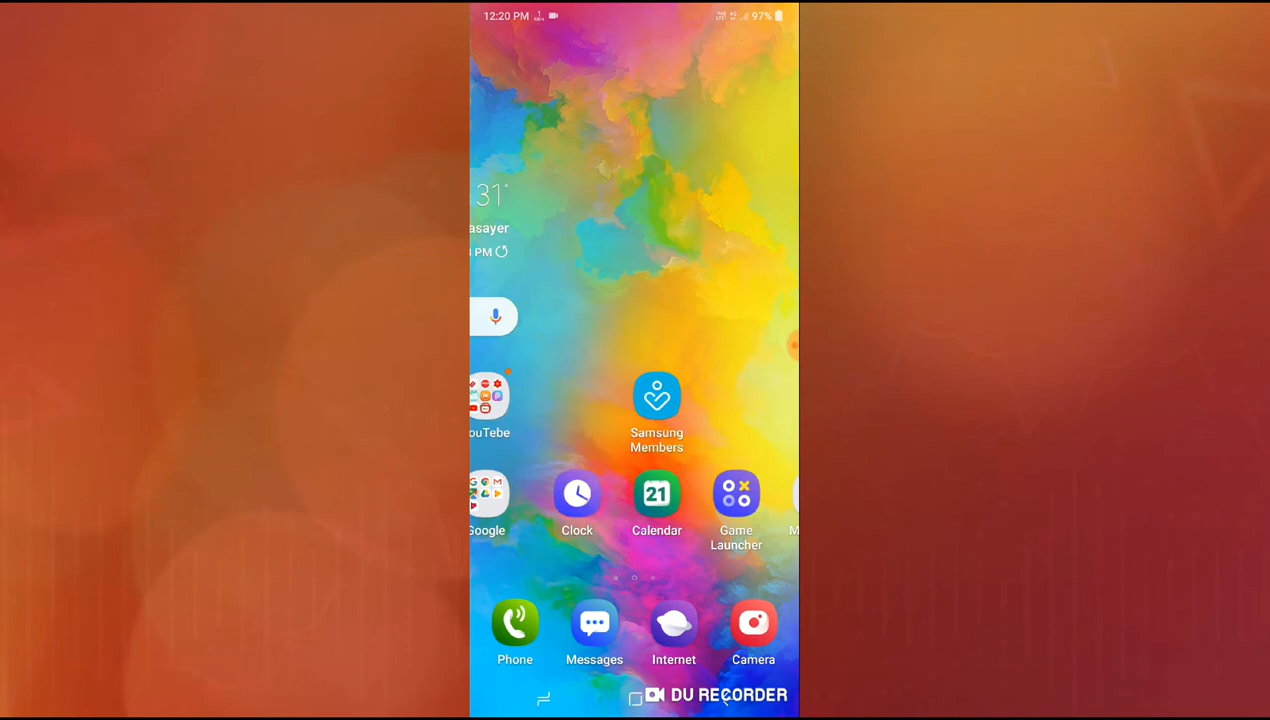 12:20 PM
97%
31°
asayer
PM
ouTebe
Samsung
Members
21
Google
Clock
Calendar
Game
Launcher
M
Phone
Messages
Internet
Camera
DU RECORDER